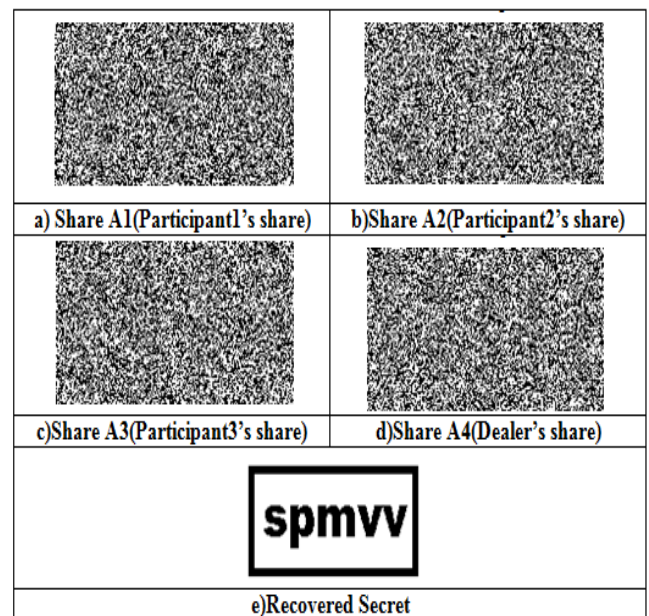 a) Share A1(Participant1's share)
b)Share A2(Participant2's share)
c)Share A3(Participant3's share)
d)Share A4(Dealer's share)
spmvv
e)Recovered Secret